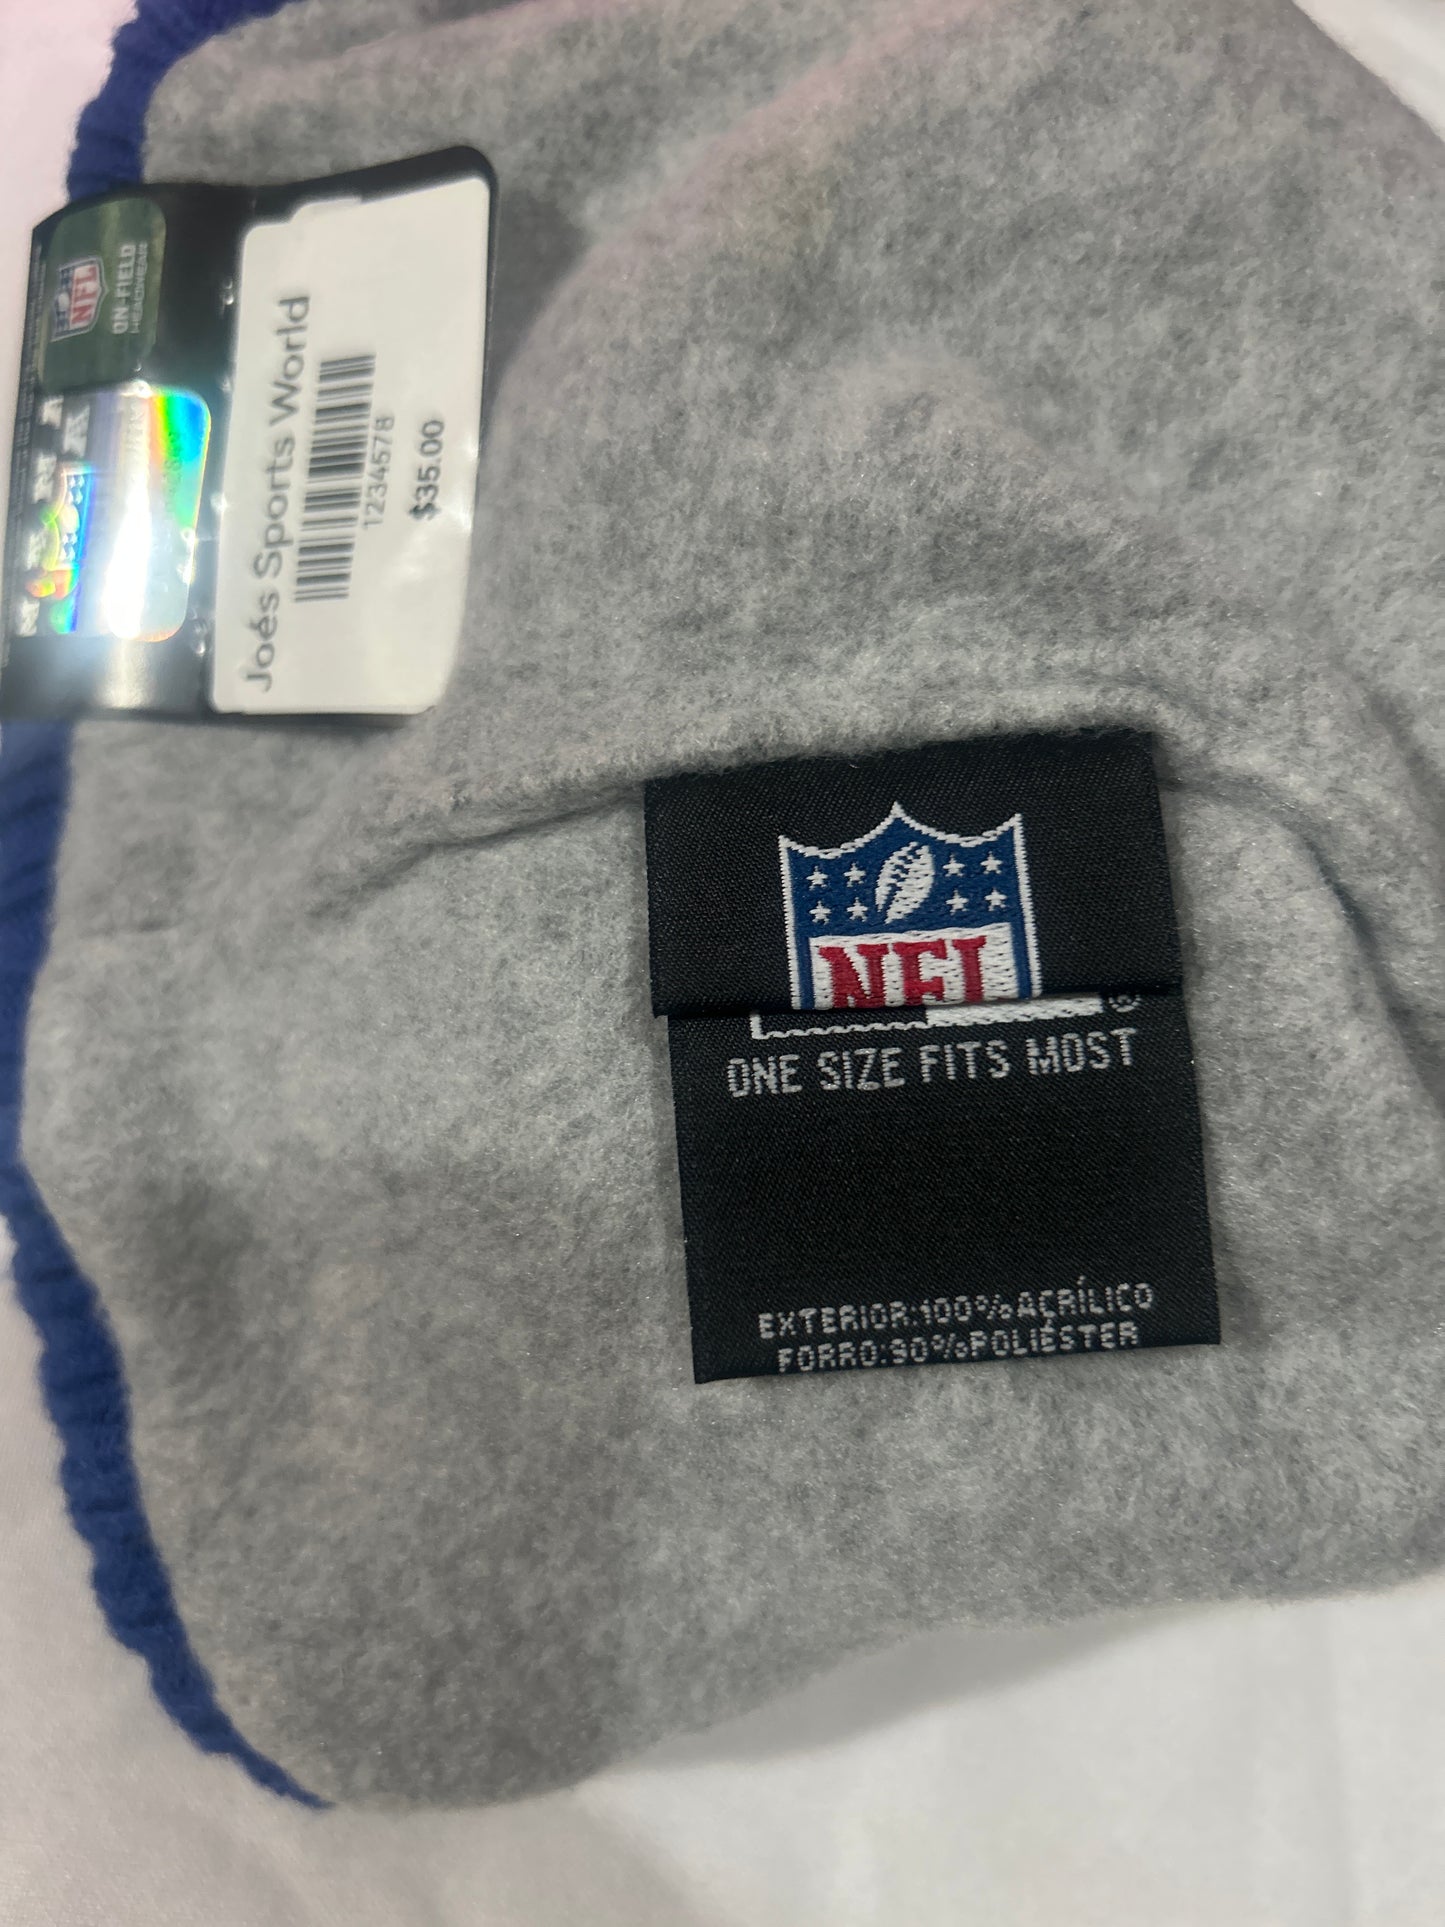 NFL
ON-FIELD
HEADWEAR
Joés Sports World
1234578
$35.00
NFL
®
ONE SIZE FITS MOST
EXTERIOR:100%ACRÍLICO
FORRO:90%POLIÉSTER